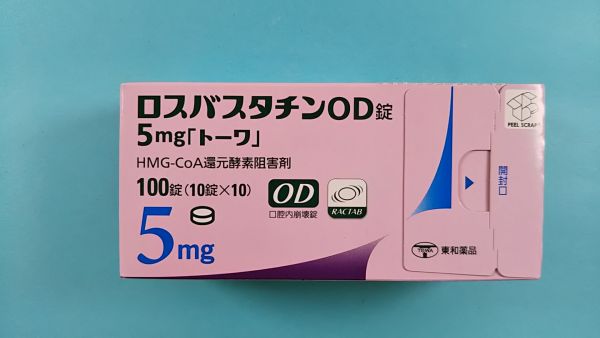 ロスバスタチンOD錠
5mg「トーワ」
HMG-CoA還元酵素阻害剤
100錠(10錠×10)
OD
口腔内崩壊錠
RACTAB
5mg
TOWA
東和薬品
PEEL SCRAP
開封口